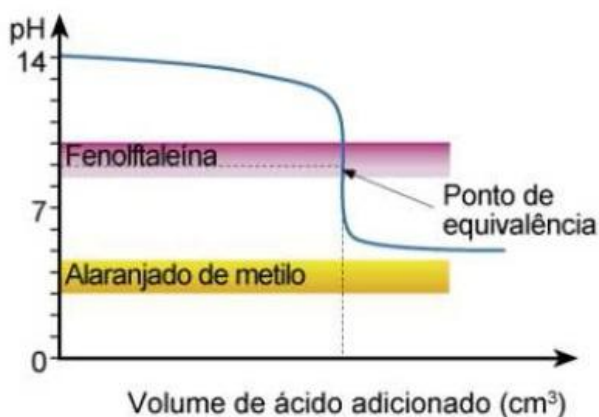 pH
14
Fenolftaleína
Ponto de
equivalência
7
Alaranjado de metilo
0
Volume de ácido adicionado (cm³)